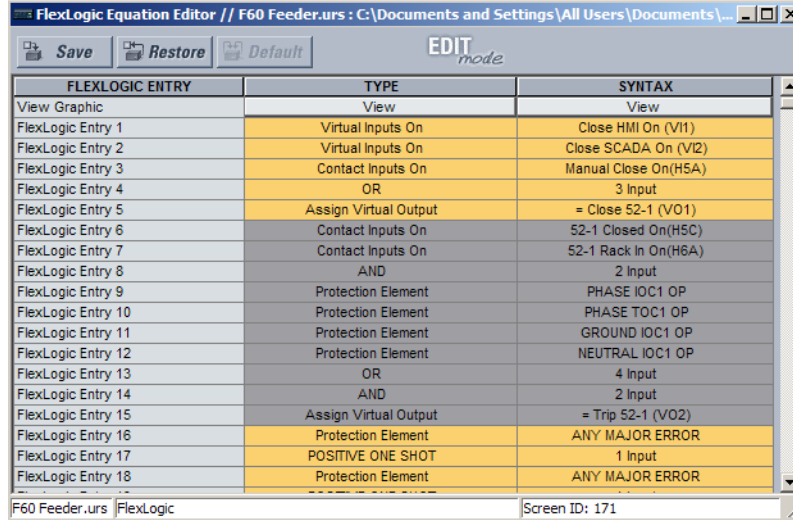 FlexLogic Equation Editor // F60 Feeder.urs : C:\Documents and Settings\All Users\Documents\...
Save Restore Default EDIT mode
FLEXLOGIC ENTRY TYPE SYNTAX
View Graphic View View
FlexLogic Entry 1 Virtual Inputs On Close HMI On (VI1)
FlexLogic Entry 2 Virtual Inputs On Close SCADA On (VI2)
FlexLogic Entry 3 Contact Inputs On Manual Close On(H5A)
FlexLogic Entry 4 OR 3 Input
FlexLogic Entry 5 Assign Virtual Output = Close 52-1 (VO1)
FlexLogic Entry 6 Contact Inputs On 52-1 Closed On(H5C)
FlexLogic Entry 7 Contact Inputs On 52-1 Rack In On(H6A)
FlexLogic Entry 8 AND 2 Input
FlexLogic Entry 9 Protection Element PHASE IOC1 OP
FlexLogic Entry 10 Protection Element PHASE TOC1 OP
FlexLogic Entry 11 Protection Element GROUND IOC1 OP
FlexLogic Entry 12 Protection Element NEUTRAL IOC1 OP
FlexLogic Entry 13 OR 4 Input
FlexLogic Entry 14 AND 2 Input
FlexLogic Entry 15 Assign Virtual Output = Trip 52-1 (VO2)
FlexLogic Entry 16 Protection Element ANY MAJOR ERROR
FlexLogic Entry 17 POSITIVE ONE SHOT 1 Input
FlexLogic Entry 18 Protection Element ANY MAJOR ERROR
F60 Feeder.urs FlexLogic Screen ID: 171